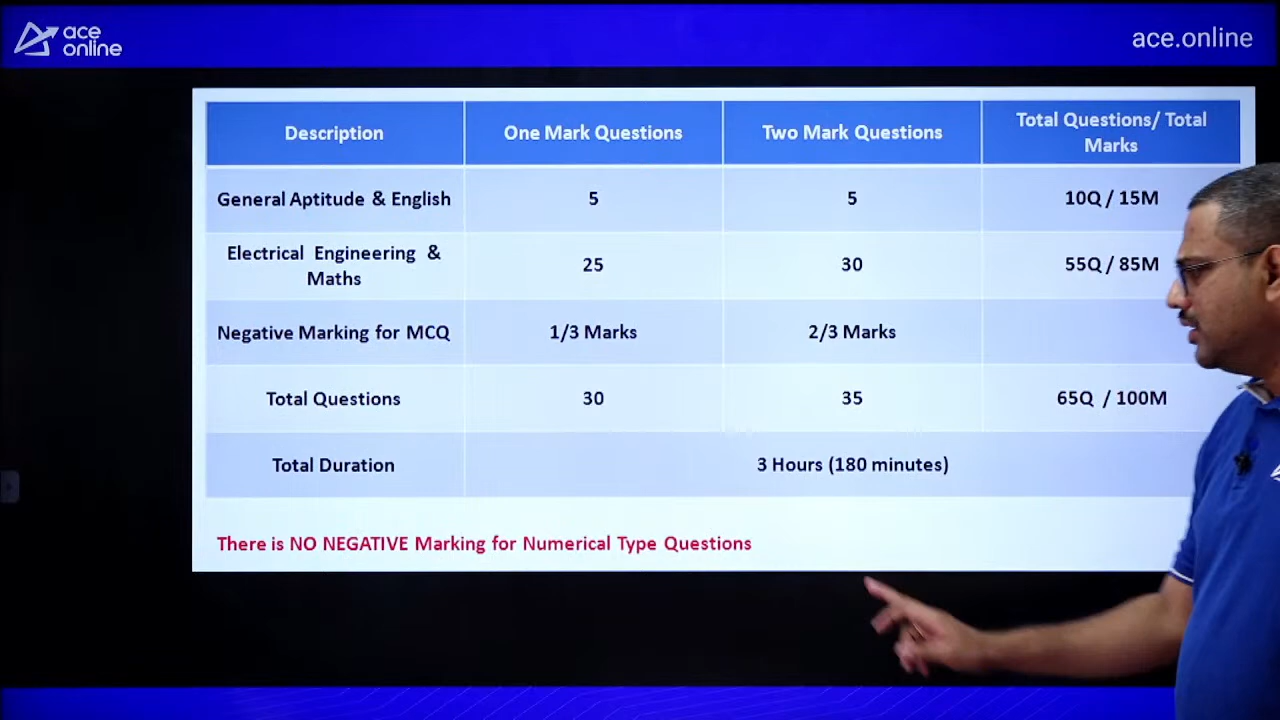 ace
online
ace.online
Description
One Mark Questions
Two Mark Questions
Total Questions/ Total
Marks
General Aptitude & English
5
5
10Q / 15M
Electrical Engineering &
Maths
25
30
55Q / 85M
Negative Marking for MCQ
1/3 Marks
2/3 Marks
Total Questions
30
35
65Q / 100M
Total Duration
3 Hours (180 minutes)
There is NO NEGATIVE Marking for Numerical Type Questions